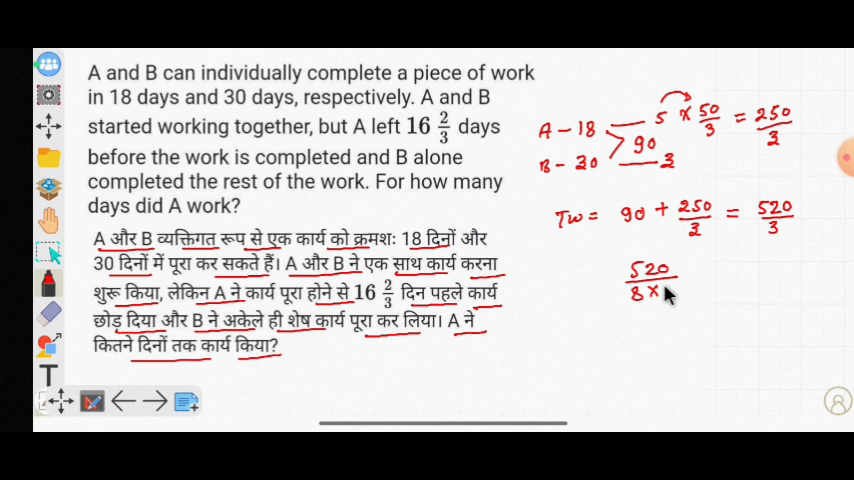 A and B can individually complete a piece of work
in 18 days and 30 days, respectively. A and B
started working together, but A left 16 2/3 days
before the work is completed and B alone
completed the rest of the work. For how many
days did A work?
A और B व्यक्तिगत रूप से एक कार्य को क्रमशः 18 दिनों और
30 दिनों में पूरा कर सकते हैं। A और B ने एक साथ कार्य करना
शुरू किया, लेकिन A ने कार्य पूरा होने से 16 2/3 दिन पहले कार्य
छोड़ दिया और B ने अकेले ही शेष कार्य पूरा कर लिया। A ने
कितने दिनों तक कार्य किया?
A - 18 5 × 50/3 = 250/3
90
B - 30 3
TW = 90 + 250/3 = 520/3
520
8 ×
T